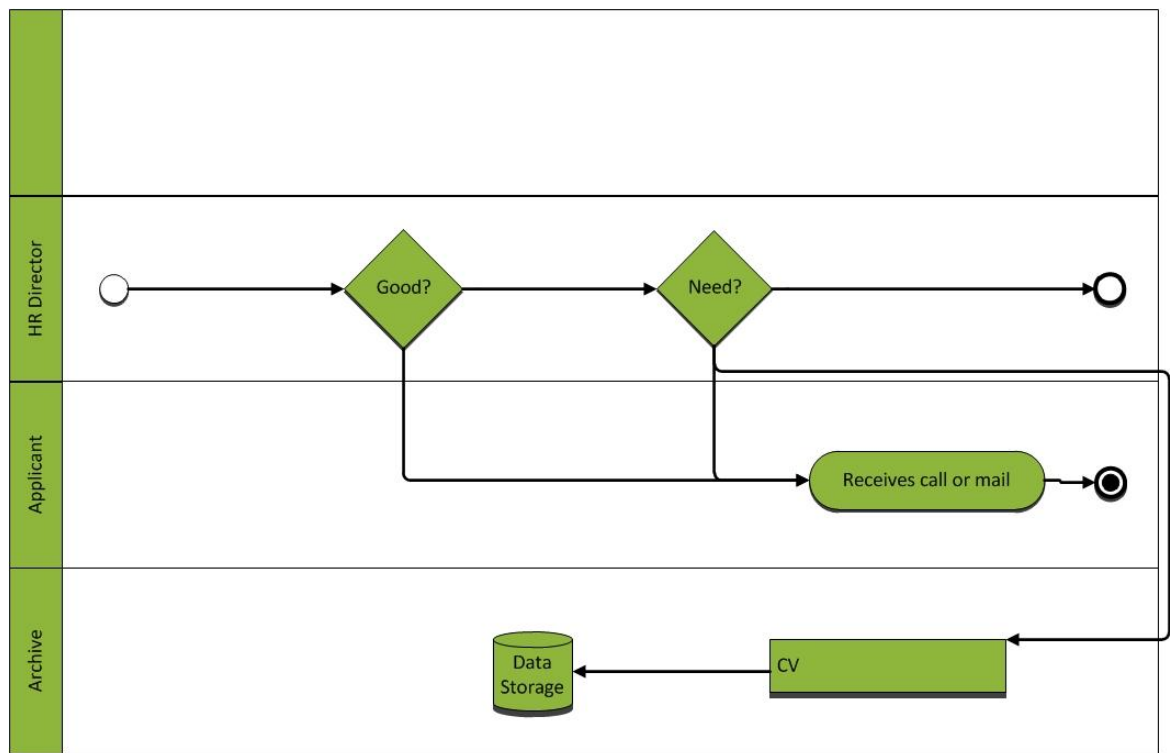 HR Director
Good?
Need?
Applicant
Receives call or mail
Archive
Data
Storage
CV